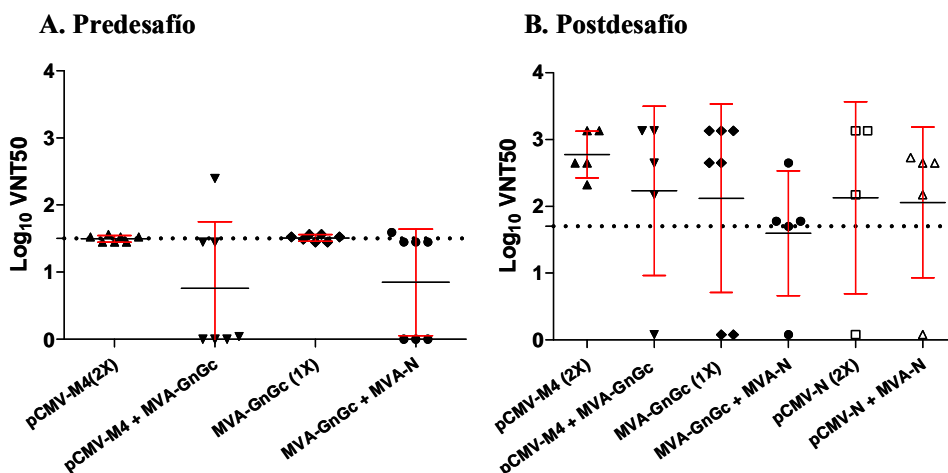 A. Predesafío
B. Postdesafío
Log10 VNT50
4
3
2
1
0
pCMV-M4(2X)
pCMV-M4 + MVA-GnGc
MVA-GnGc (1X)
MVA-GnGc + MVA-N
Log10 VNT50
4
3
2
1
0
pCMV-M4 (2X)
pCMV-M4 + MVA-GnGc
MVA-GnGc (1X)
MVA-GnGc + MVA-N
pCMV-N (2X)
pCMV-N + MVA-N